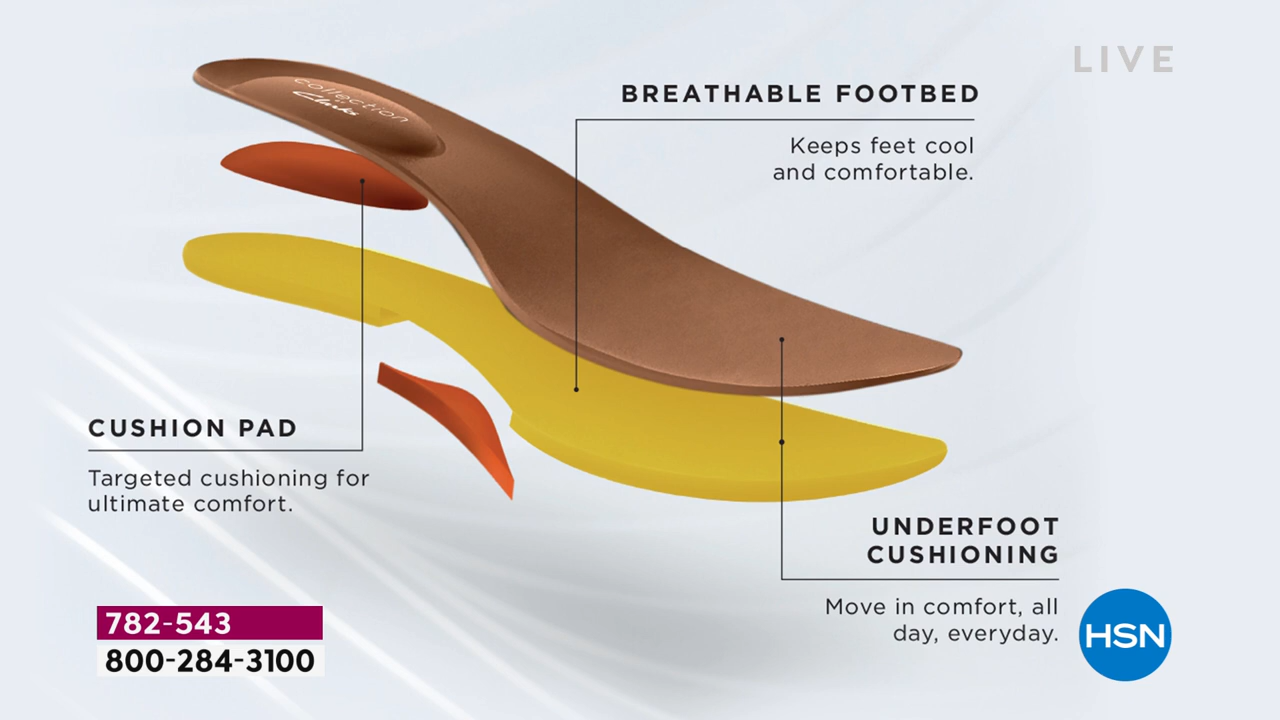 LIVE
BREATHABLE FOOTBED
Keeps feet cool
and comfortable.
collection
by
Clarks
CUSHION PAD
Targeted cushioning for
ultimate comfort.
UNDERFOOT
CUSHIONING
Move in comfort, all
day, everyday.
782-543
800-284-3100
HSN